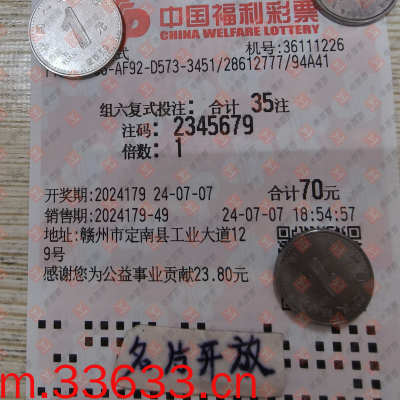 中国福利彩票
CHINA WELFARE LOTTERY
式
机号:36111226
-AF92-D573-3451/28612777/94A41
组六复式投注: 合计 35注
注码: 2345679
倍数: 1
开奖期:2024179 24-07-07
合计70元
销售期:2024179-49
24-07-07 18:54:57
地址:赣州市定南县工业大道12
9号
感谢您为公益事业贡献23.80元
名片开放
m.33633.cn